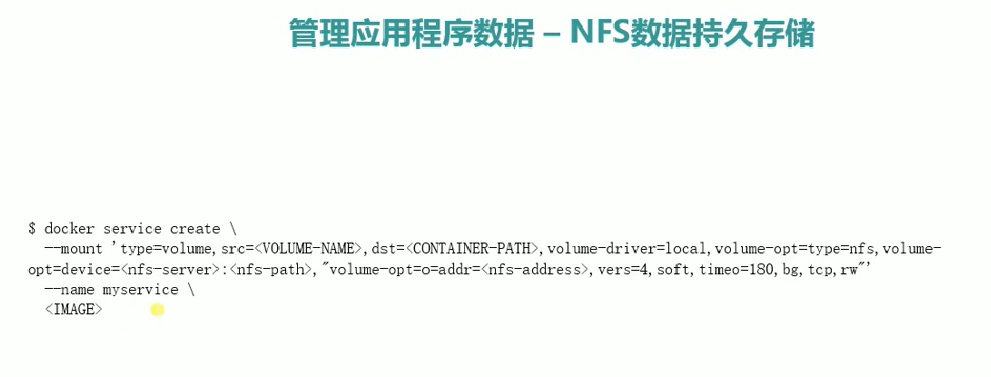 管理应用程序数据 – NFS数据持久存储
$ docker service create \
--mount 'type=volume,src=<VOLUME-NAME>,dst=<CONTAINER-PATH>,volume-driver=local,volume-opt=type=nfs,volume-
opt=device=<nfs-server>:<nfs-path>,"volume-opt=o=addr=<nfs-address>,vers=4,soft,timeo=180,bg,tcp,rw"'
--name myservice \
<IMAGE>